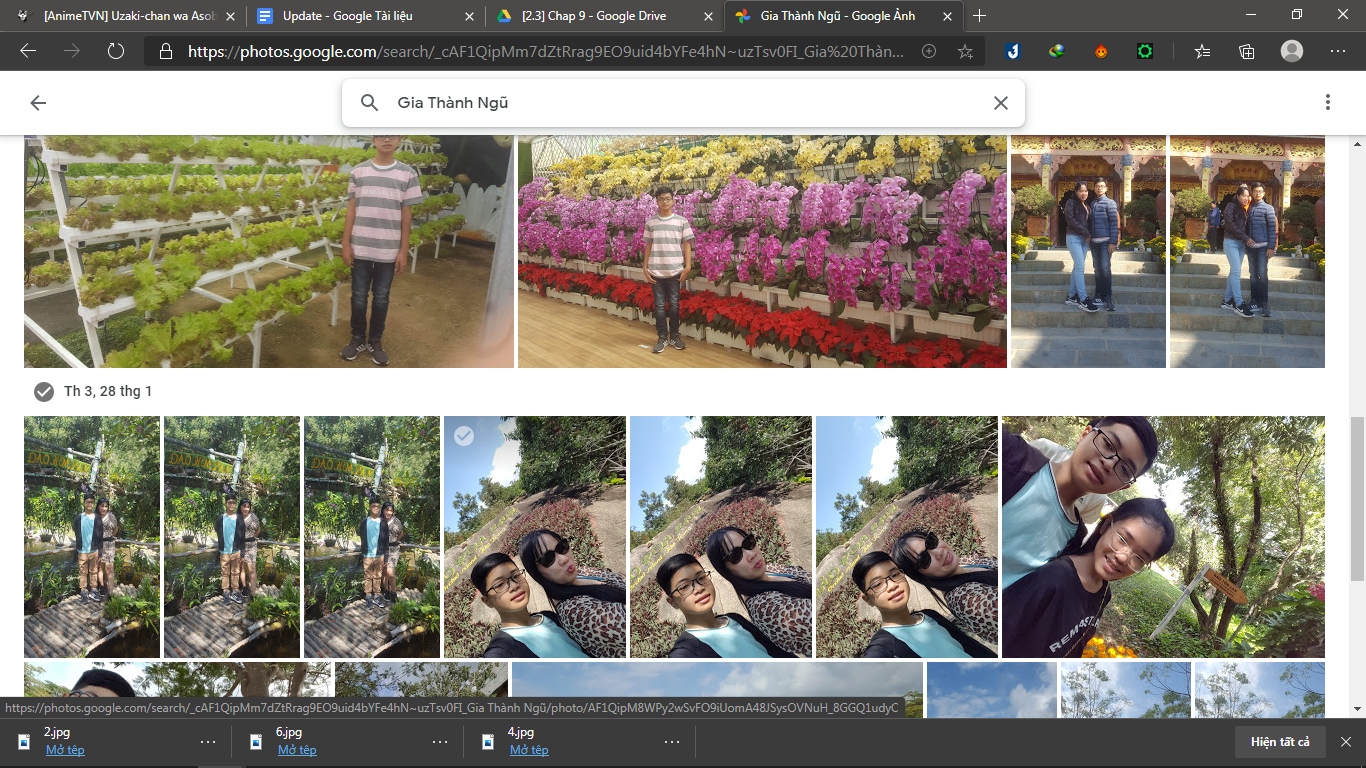 [AnimeTVN] Uzaki-chan wa Asob
Update - Google Tài liệu
[2.3] Chap 9 - Google Drive
Gia Thành Ngũ - Google Ảnh
https://photos.google.com/search/_cAF1QipMm7dZtRrag9EO9uid4bYFe4hN~uzTsv0FI_Gia%20Thàn...
Gia Thành Ngũ
Th 3, 28 thg 1
REMAST
https://photos.google.com/search/_cAF1QipMm7dZtRrag9EO9uid4bYFe4hN~uzTsv0FI_Gia Thành Ngũ/photo/AF1QipM8WPy2wSvFO9iUomA48JSysOVNuH_8GGQ1udyC
2.jpg
Mở tệp
6.jpg
Mở tệp
4.jpg
Mở tệp
Hiện tất cả